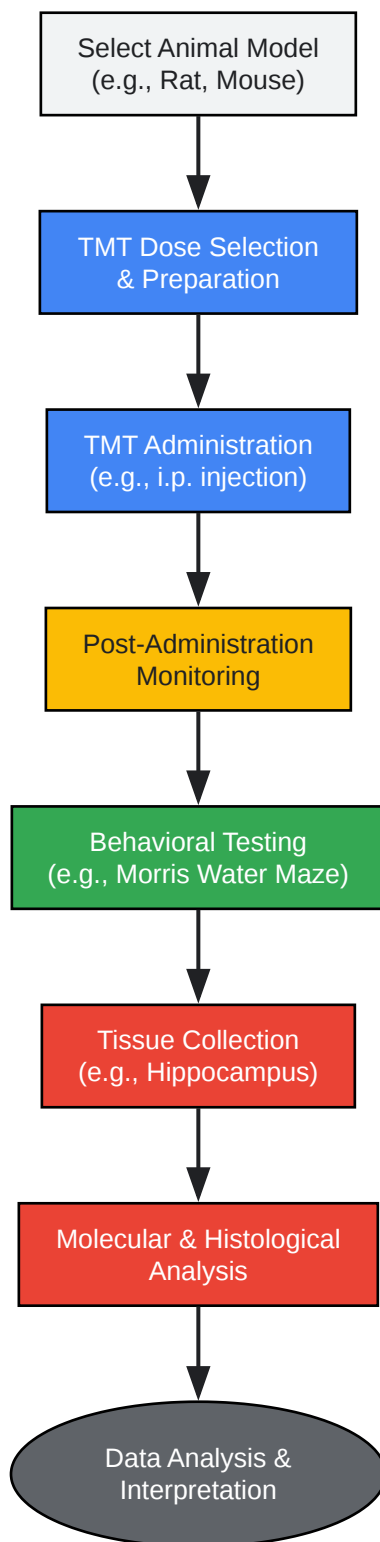 Select Animal Model
(e.g., Rat, Mouse)
TMT Dose Selection
& Preparation
TMT Administration
(e.g., i.p. injection)
Post-Administration
Monitoring
Behavioral Testing
(e.g., Morris Water Maze)
Tissue Collection
(e.g., Hippocampus)
Molecular & Histological
Analysis
Data Analysis &
Interpretation